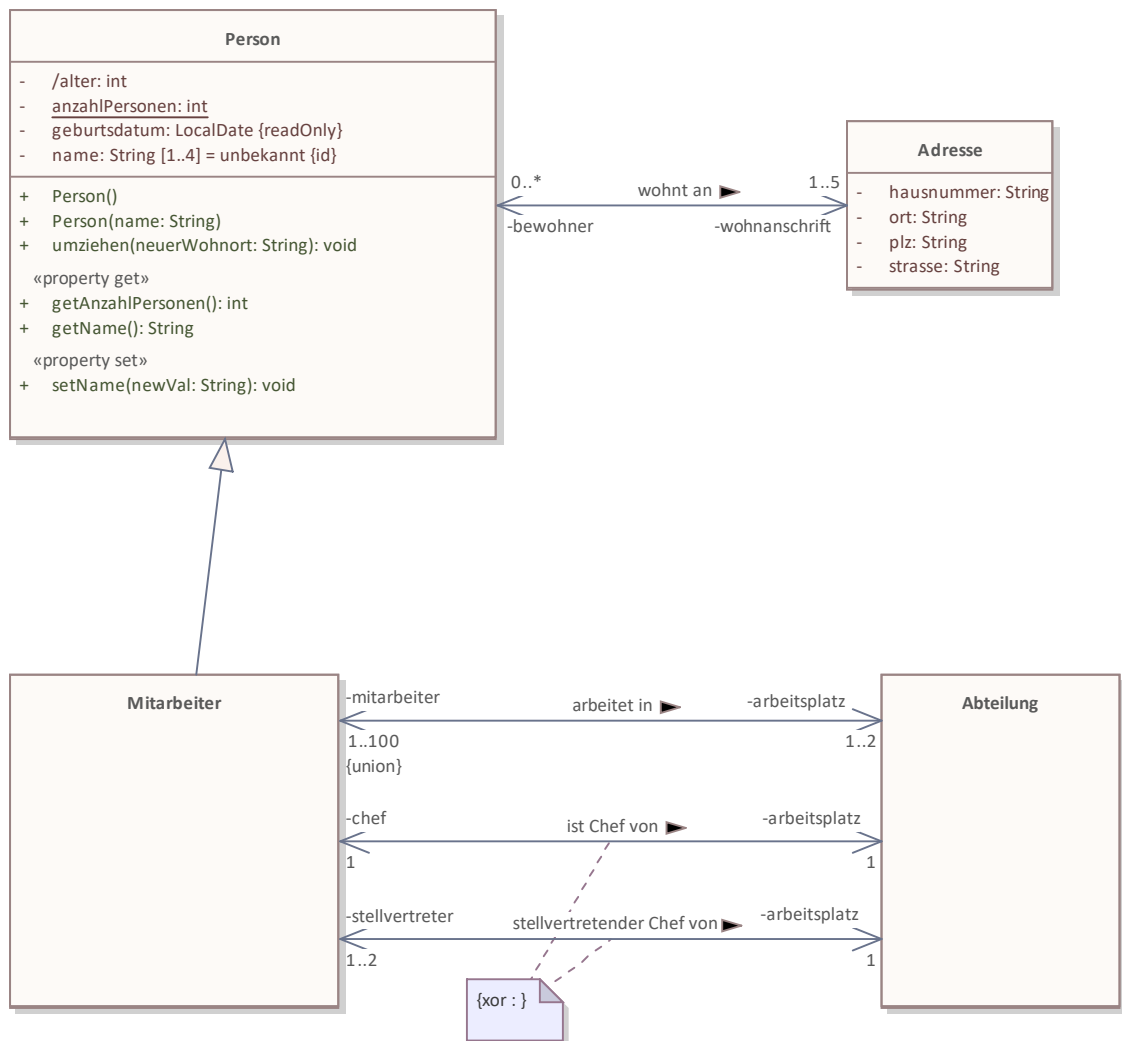 Person
- /alter: int
- anzahlPersonen: int
- geburtsdatum: LocalDate {readOnly}
- name: String [1..4] = unbekannt {id}
+ Person()
+ Person(name: String)
+ umziehen(neuerWohnort: String): void
«property get»
+ getAnzahlPersonen(): int
+ getName(): String
«property set»
+ setName(newVal: String): void
0..*
wohnt an
1..5
-bewohner
-wohnanschrift
Adresse
- hausnummer: String
- ort: String
- plz: String
- strasse: String
Mitarbeiter
-mitarbeiter
arbeitet in
-arbeitsplatz
1..100
{union}
1..2
-chef
ist Chef von
-arbeitsplatz
1
1
-stellvertreter
stellvertretender Chef von
-arbeitsplatz
1..2
1
{xor : }
Abteilung